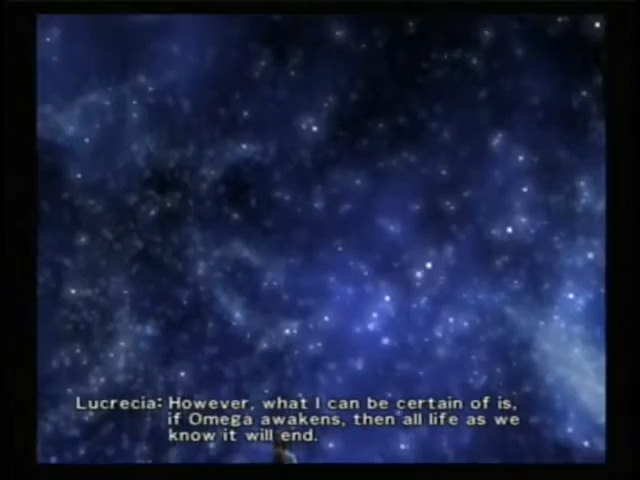 Lucrecia: However, what I can be certain of is,
if Omega awakens, then all life as we
know it will end.